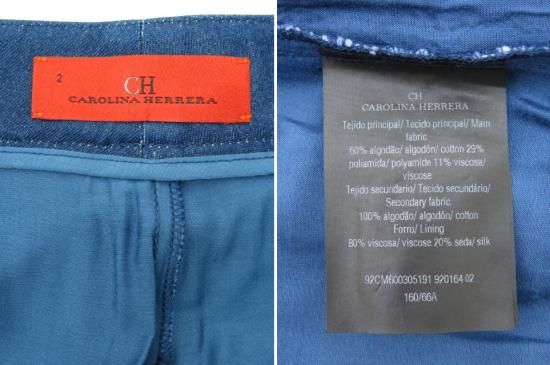 2
CH
CAROLINA HERRERA
CH
CAROLINA HERRERA
Tejido principal/ Tecido principal/ Main
fabric
60% algodão/ algodón/ cotton 29%
poliamida/ polyamide 11% viscosa/
viscose
Tejido secundario/ Tecido secundário/
Secondary fabric
100% algodão/ algodón/ cotton
Forro/ Lining
80% viscosa/ viscose 20% seda/ silk
92CM600305191 920164 02
160/66A